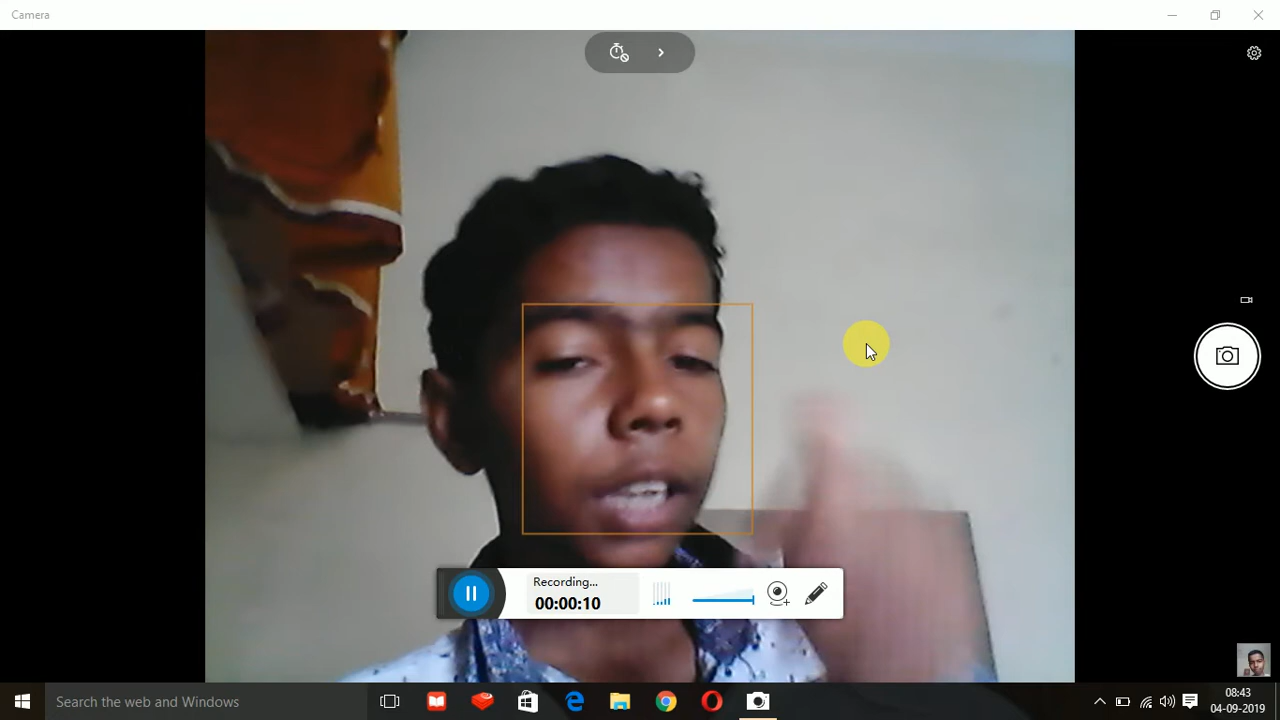 Camera
Recording...
00:00:10
Search the web and Windows
08:43
04-09-2019